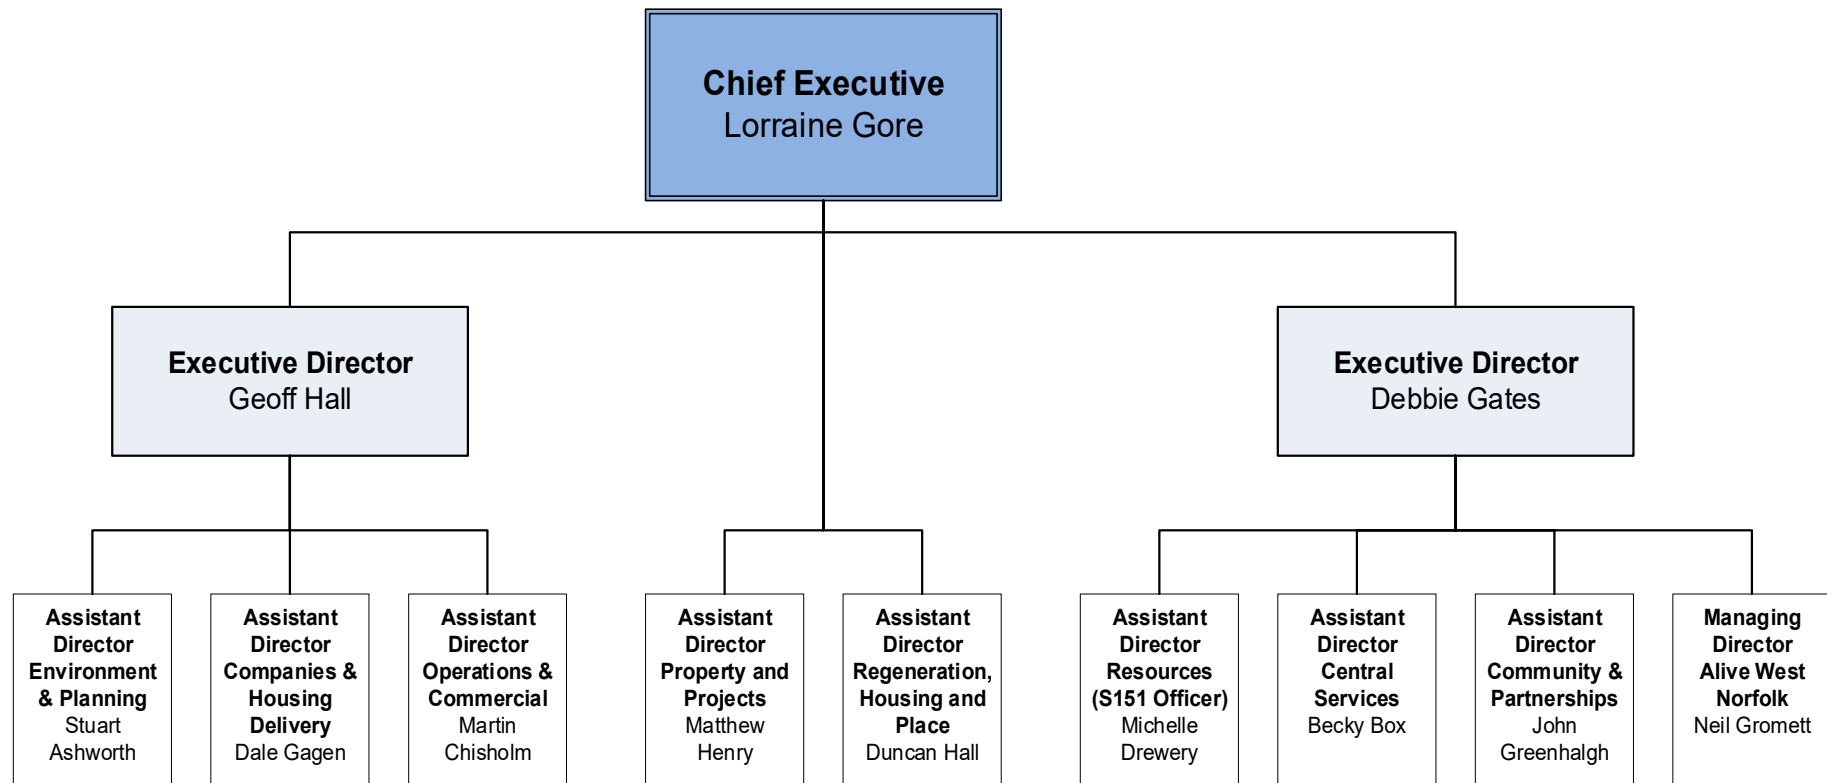 Chief Executive
Lorraine Gore
Executive Director
Geoff Hall
Executive Director
Debbie Gates
Assistant
Director
Environment
& Planning
Stuart
Ashworth
Assistant
Director
Companies &
Housing
Delivery
Dale Gagen
Assistant
Director
Operations &
Commercial
Martin
Chisholm
Assistant
Director
Property and
Projects
Matthew
Henry
Assistant
Director
Regeneration,
Housing and
Place
Duncan Hall
Assistant
Director
Resources
(S151 Officer)
Michelle
Drewery
Assistant
Director
Central
Services
Becky Box
Assistant
Director
Community &
Partnerships
John
Greenhalgh
Managing
Director
Alive West
Norfolk
Neil Gromett